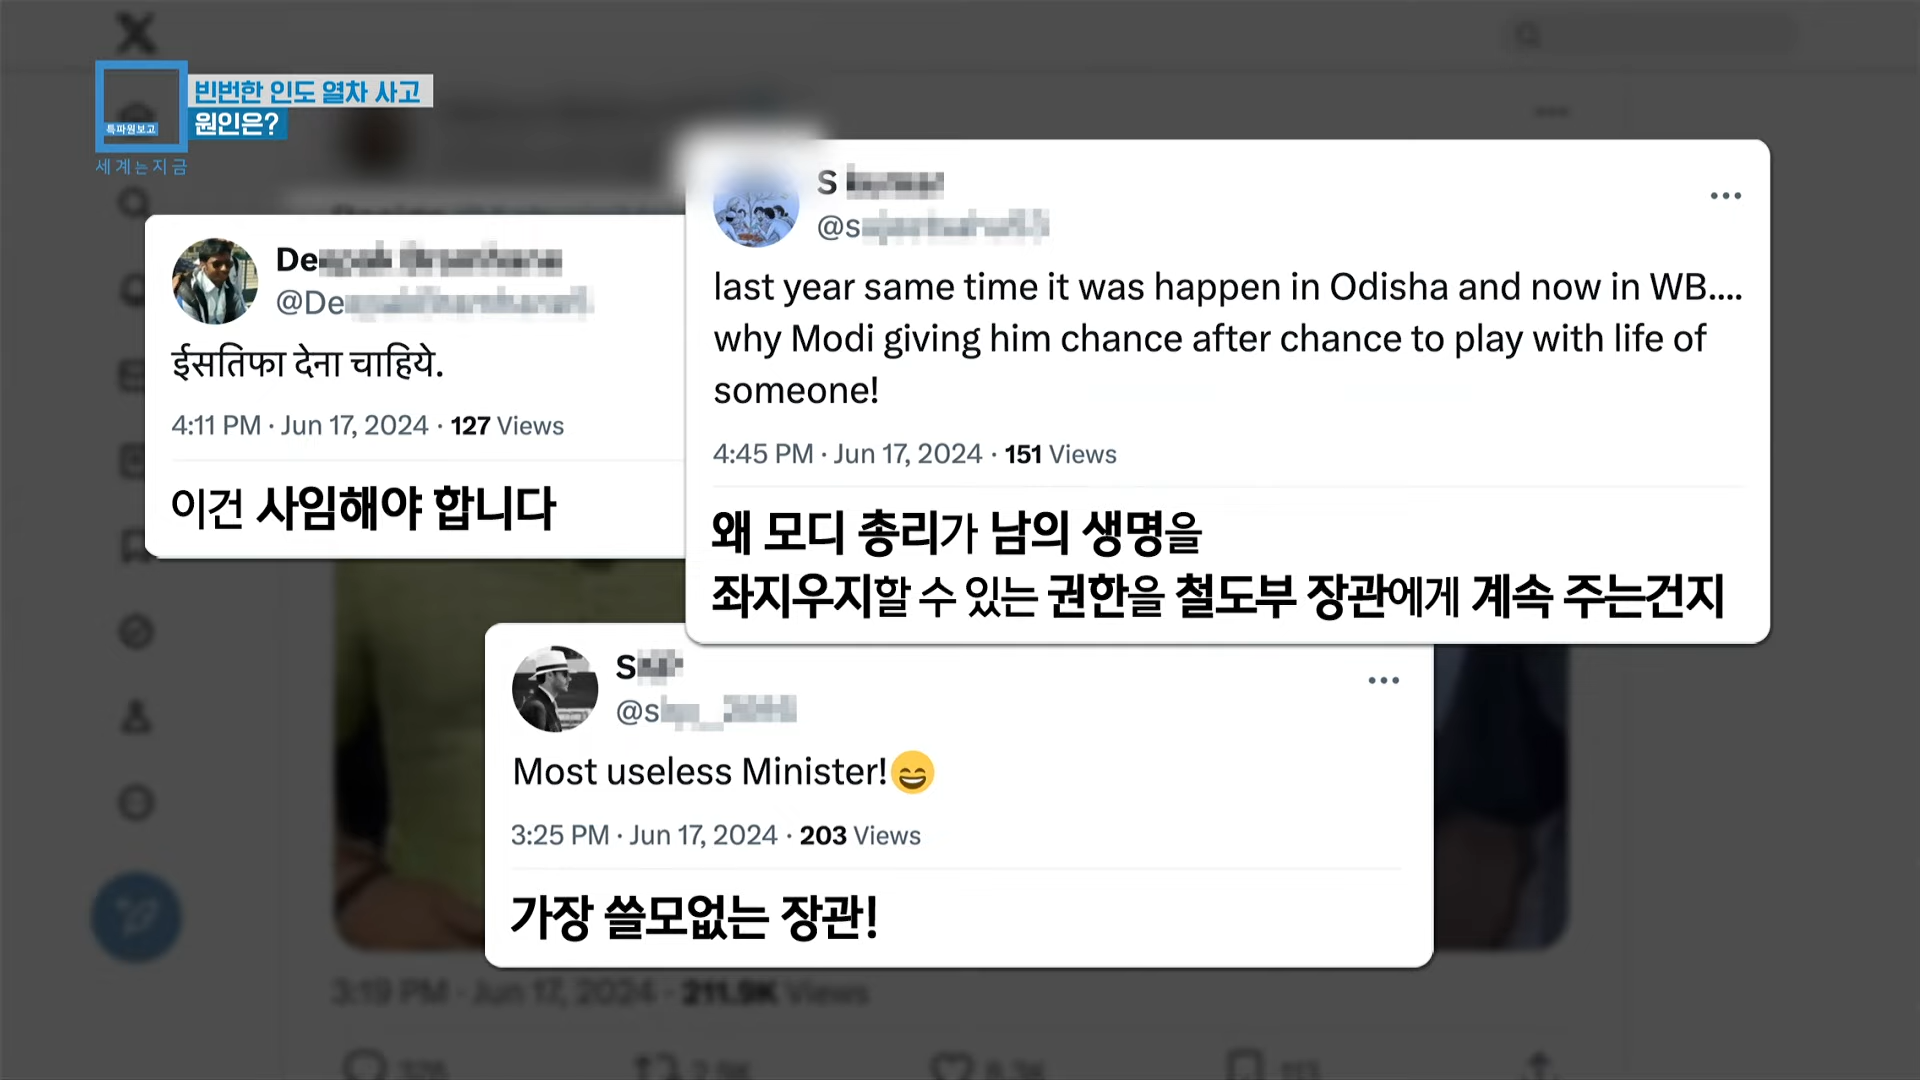 빈번한 인도 열차 사고
원인은?
특파원보고
세계는지금
De
@De
ईसतिफा देना चाहिये.
4:11 PM · Jun 17, 2024 · 127 Views
이건 사임해야 합니다
S
@s
last year same time it was happen in Odisha and now in WB....
why Modi giving him chance after chance to play with life of
someone!
4:45 PM · Jun 17, 2024 · 151 Views
왜 모디 총리가 남의 생명을
좌지우지할 수 있는 권한을 철도부 장관에게 계속 주는건지
S
@s
Most useless Minister!😄
3:25 PM · Jun 17, 2024 · 203 Views
가장 쓸모없는 장관!
3:19 PM · Jun 17, 2024 · 211.9K Views